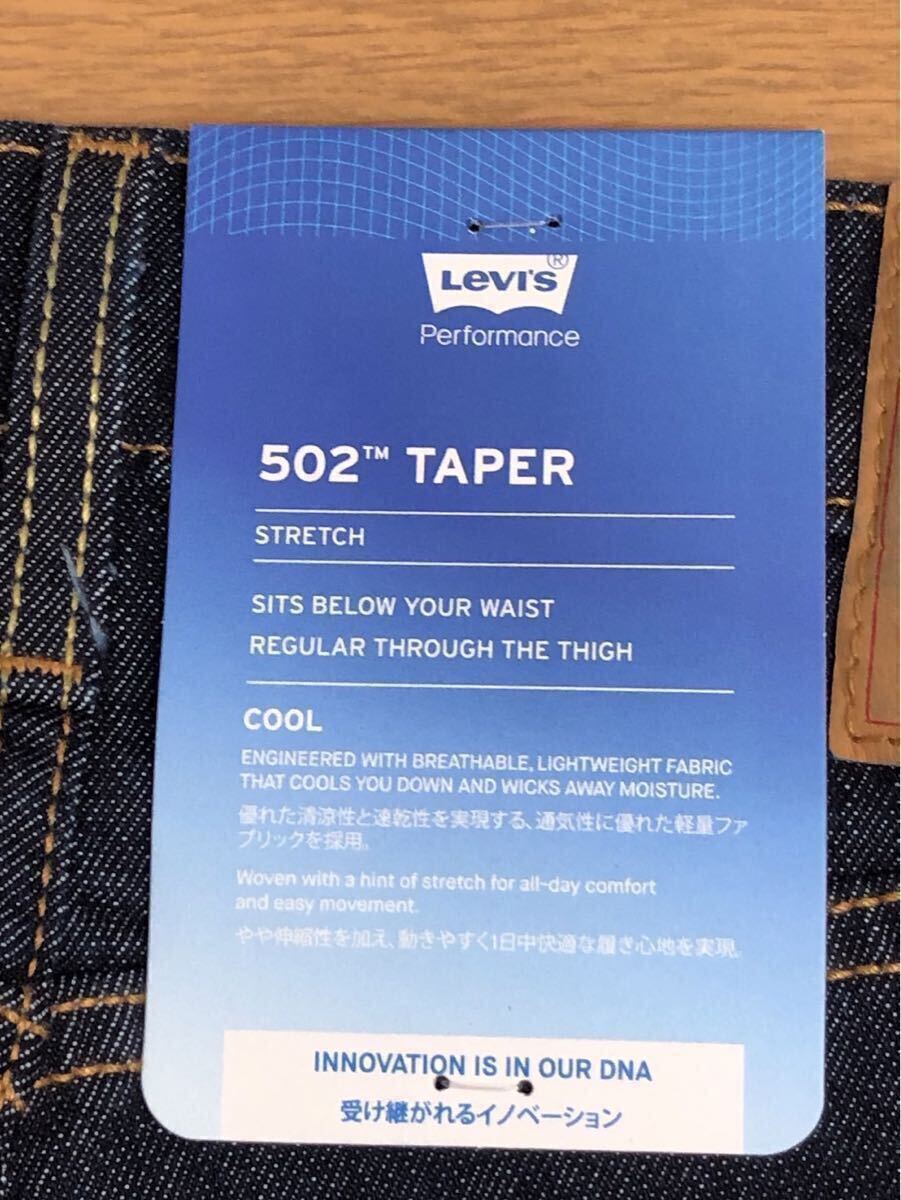 LEVI'S®
Performance
502™ TAPER
STRETCH
SITS BELOW YOUR WAIST
REGULAR THROUGH THE THIGH
COOL
ENGINEERED WITH BREATHABLE, LIGHTWEIGHT FABRIC
THAT COOLS YOU DOWN AND WICKS AWAY MOISTURE.
優れた清涼性と速乾性を実現する、通気性に優れた軽量ファ
ブリックを採用。
Woven with a hint of stretch for all-day comfort
and easy movement.
やや伸縮性を加え、動きやすく1日中快適な履き心地を実現。
INNOVATION IS IN OUR DNA
受け継がれるイノベーション